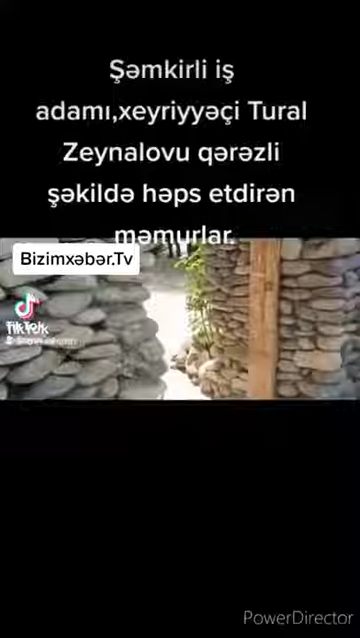 Şəmkirli iş
adamı,xeyriyyəçi Tural
Zeynalovu qərəzli
şəkildə həps etdirən
məmurlar.
Bizimxəbər.Tv
TikTok
PowerDirector